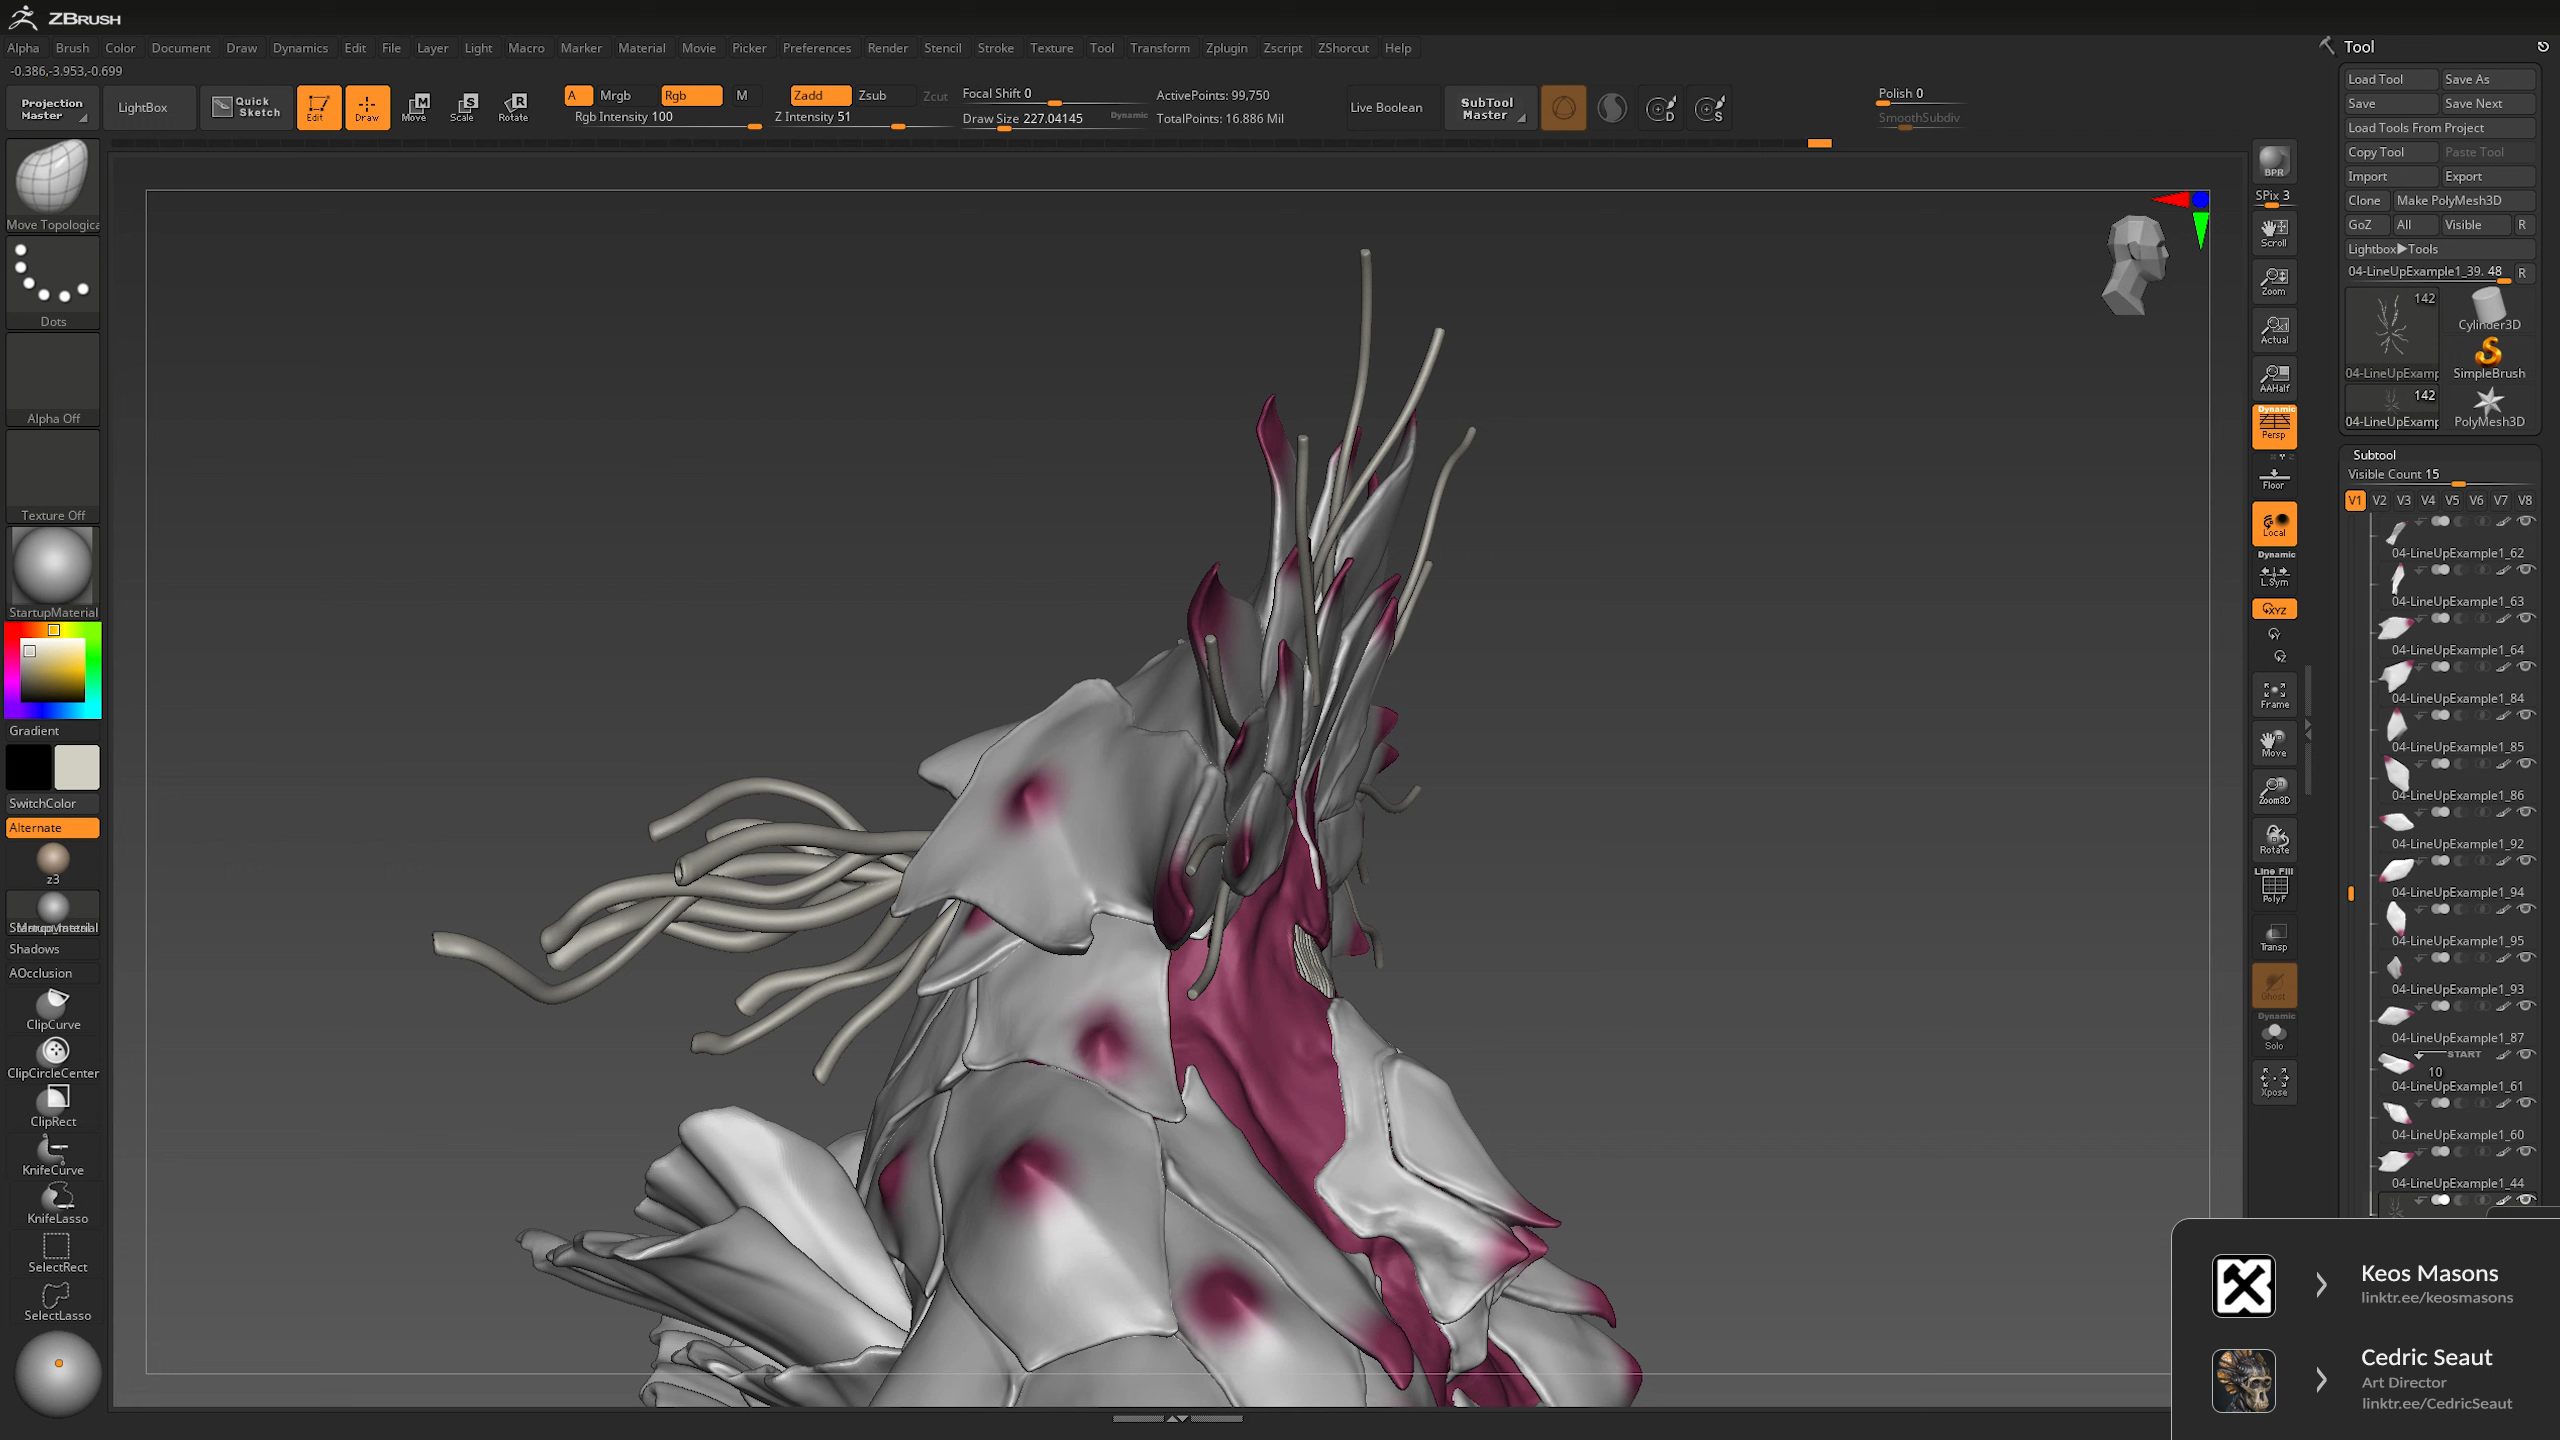 ZBRUSH
Alpha Brush Color Document Draw Dynamics Edit File Layer Light Macro Marker Material Movie Picker Preferences Render Stencil Stroke Texture Tool Transform Zplugin Zscript ZShorcut Help
-0.386,-3.953,-0.699
Projection Master
LightBox
Quick Sketch
Edit
Draw
Move
Scale
Rotate
A Mrgb Rgb M
Rgb Intensity 100
Zadd Zsub Zcut
Z Intensity 51
Focal Shift 0
Draw Size 227.04145
Dynamic
ActivePoints: 99,750
TotalPoints: 16.886 Mil
Live Boolean
SubTool Master
D
S
Polish 0
SmoothSubdiv
Move Topologica
Dots
Alpha Off
Texture Off
StartupMaterial
Gradient
SwitchColor
Alternate
z3
Shadows
AOcclusion
ClipCurve
ClipCircleCenter
ClipRect
KnifeCurve
KnifeLasso
SelectRect
SelectLasso
BPR
SPix 3
Scroll
Zoom
Actual
AAHalf
Dynamic
Persp
Floor
Local
Dynamic
L.Sym
XYZ
Frame
Move
Zoom3D
Rotate
Line Fill
PolyF
Transp
Ghost
Dynamic
Solo
Xpose
Tool
Load Tool Save As
Save Save Next
Load Tools From Project
Copy Tool Paste Tool
Import Export
Clone Make PolyMesh3D
GoZ All Visible R
Lightbox▶Tools
04-LineUpExample1_39. 48 R
142
Cylinder3D
04-LineUpExamp
SimpleBrush
142
04-LineUpExamp
PolyMesh3D
Subtool
Visible Count 15
V1 V2 V3 V4 V5 V6 V7 V8
04-LineUpExample1_62
04-LineUpExample1_63
04-LineUpExample1_64
04-LineUpExample1_84
04-LineUpExample1_85
04-LineUpExample1_86
04-LineUpExample1_92
04-LineUpExample1_94
04-LineUpExample1_95
04-LineUpExample1_93
04-LineUpExample1_87
START
10
04-LineUpExample1_61
04-LineUpExample1_60
04-LineUpExample1_44
Keos Masons
linktr.ee/keosmasons
Cedric Seaut
Art Director
linktr.ee/CedricSeaut